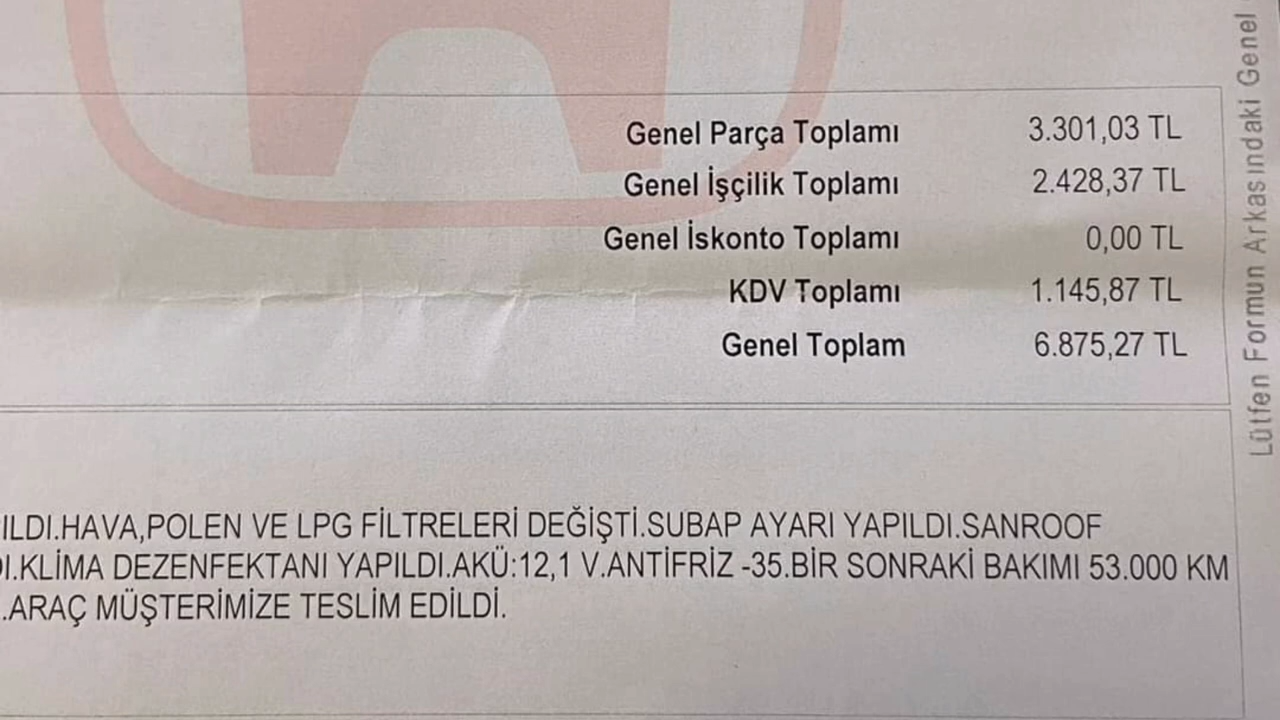 Genel Parça Toplamı 3.301,03 TL
Genel İşçilik Toplamı 2.428,37 TL
Genel İskonto Toplamı 0,00 TL
KDV Toplamı 1.145,87 TL
Genel Toplam 6.875,27 TL
ILDI.HAVA,POLEN VE LPG FİLTRELERİ DEĞİŞTİ.SUBAP AYARI YAPILDI.SANROOF
I.KLİMA DEZENFEKTANI YAPILDI.AKÜ:12,1 V.ANTİFRİZ -35.BİR SONRAKİ BAKIMI 53.000 KM
.ARAÇ MÜŞTERİMİZE TESLİM EDİLDİ.
Lütfen Formun Arkasındaki Genel